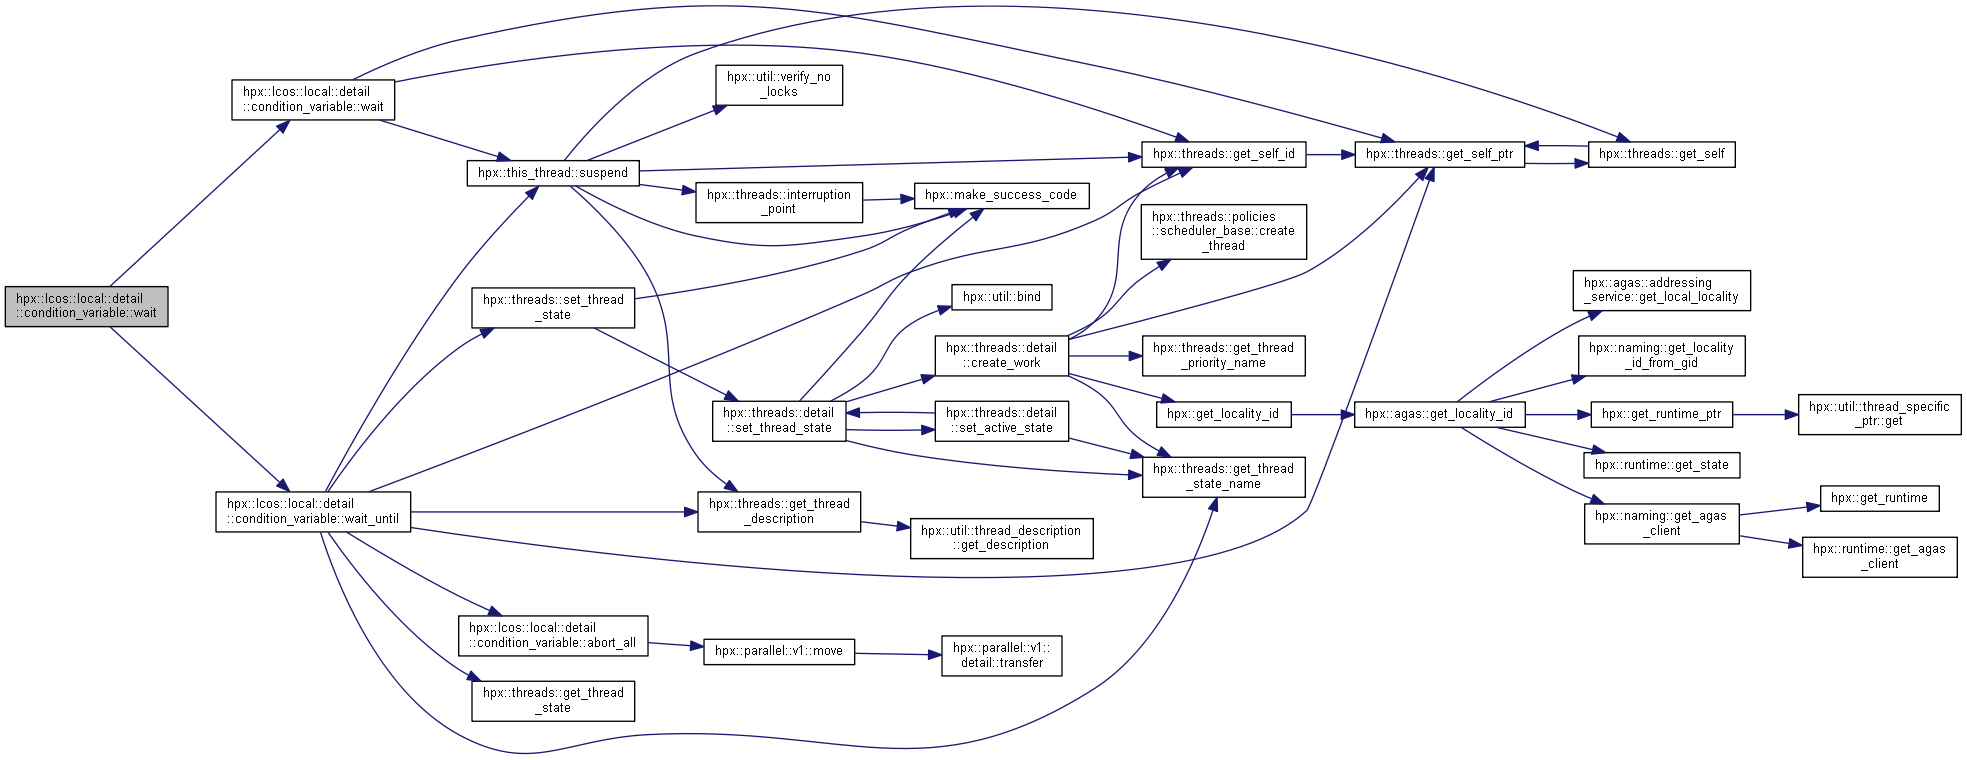 hpx::lcos::local::detail
::condition_variable::wait
hpx::lcos::local::detail
::condition_variable::wait
hpx::lcos::local::detail
::condition_variable::wait_until
hpx::this_thread::suspend
hpx::threads::set_thread
_state
hpx::lcos::local::detail
::condition_variable::abort_all
hpx::threads::get_thread
_state
hpx::util::verify_no
_locks
hpx::threads::interruption
_point
hpx::threads::detail
::set_thread_state
hpx::threads::get_thread
_description
hpx::parallel::v1::move
hpx::make_success_code
hpx::util::bind
hpx::threads::detail
::create_work
hpx::threads::detail
::set_active_state
hpx::util::thread_description
::get_description
hpx::parallel::v1::
detail::transfer
hpx::threads::get_self_id
hpx::threads::policies
::scheduler_base::create
_thread
hpx::threads::get_thread
_priority_name
hpx::get_locality_id
hpx::threads::get_thread
_state_name
hpx::threads::get_self_ptr
hpx::agas::get_locality_id
hpx::threads::get_self
hpx::agas::addressing
_service::get_local_locality
hpx::naming::get_locality
_id_from_gid
hpx::get_runtime_ptr
hpx::runtime::get_state
hpx::naming::get_agas
_client
hpx::util::thread_specific
_ptr::get
hpx::get_runtime
hpx::runtime::get_agas
_client